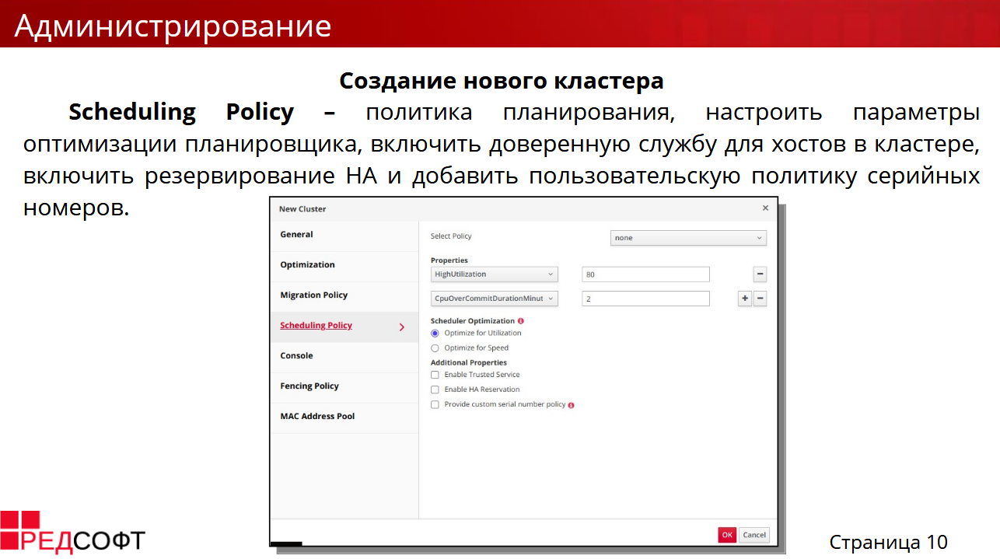 Администрирование
Создание нового кластера
Scheduling Policy – политика планирования, настроить параметры
оптимизации планировщика, включить доверенную службу для хостов в кластере,
включить резервирование HA и добавить пользовательскую политику серийных
номеров.
New Cluster
General
Optimization
Migration Policy
Scheduling Policy
Console
Fencing Policy
MAC Address Pool
Select Policy none
Properties
HighUtilization 80
CpuOverCommitDurationMinut 2
Scheduler Optimization
Optimize for Utilization
Optimize for Speed
Additional Properties
Enable Trusted Service
Enable HA Reservation
Provide custom serial number policy
OK Cancel
РЕДСОФТ
Страница 10